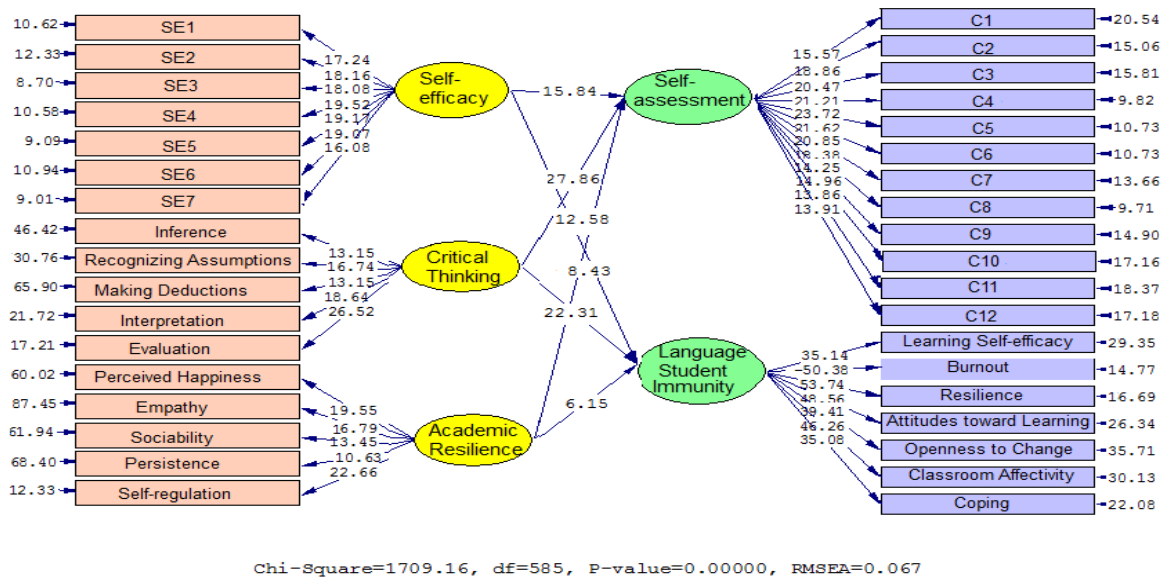 10.62 SE1
12.33 SE2
8.70 SE3
10.58 SE4
9.09 SE5
10.94 SE6
9.01 SE7
46.42 Inference
30.76 Recognizing Assumptions
65.90 Making Deductions
21.72 Interpretation
17.21 Evaluation
60.02 Perceived Happiness
87.45 Empathy
61.94 Sociability
68.40 Persistence
12.33 Self-regulation
17.24
18.16
18.08
19.52
19.17
19.07
16.08
13.15
16.74
13.15
18.64
26.52
19.55
16.79
13.45
10.63
22.66
Self-
efficacy
Critical
Thinking
Academic
Resilience
15.84
27.86
12.58
8.43
22.31
6.15
Self-
assessment
Language
Student
Immunity
15.57
18.86
20.47
21.21
23.72
21.62
20.85
18.38
14.25
14.96
13.86
13.91
35.14
50.38
53.74
48.56
39.41
46.26
35.08
C1 20.54
C2 15.06
C3 15.81
C4 9.82
C5 10.73
C6 10.73
C7 13.66
C8 9.71
C9 14.90
C10 17.16
C11 18.37
C12 17.18
Learning Self-efficacy 29.35
Burnout 14.77
Resilience 16.69
Attitudes toward Learning 26.34
Openness to Change 35.71
Classroom Affectivity 30.13
Coping 22.08
Chi-Square=1709.16, df=585, P-value=0.00000, RMSEA=0.067